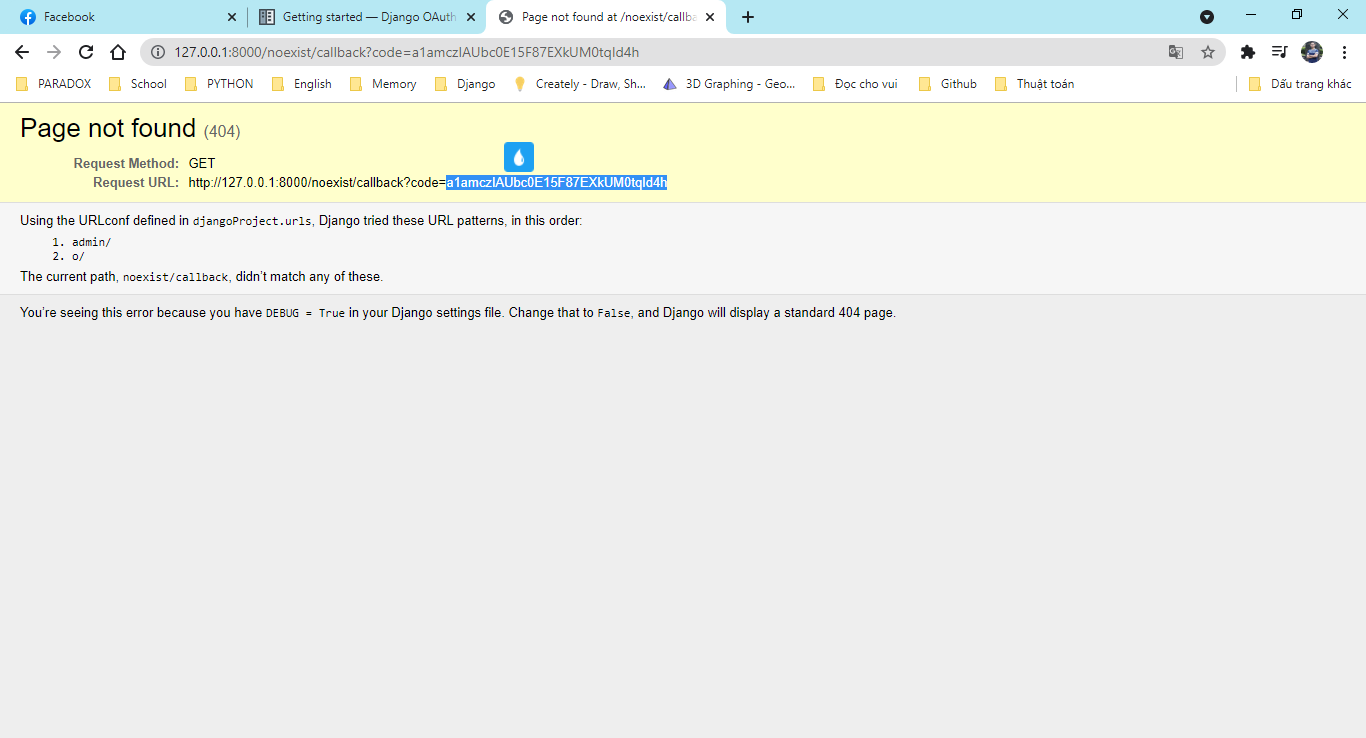 Facebook
Getting started — Django OAuth
Page not found at /noexist/callba
127.0.0.1:8000/noexist/callback?code=a1amczlAUbc0E15F87EXkUM0tqld4h
PARADOX School PYTHON English Memory Django Creately - Draw, Sh... 3D Graphing - Geo... Đọc cho vui Github Thuật toán Dấu trang khác
Page not found (404)
Request Method: GET
Request URL: http://127.0.0.1:8000/noexist/callback?code=a1amczlAUbc0E15F87EXkUM0tqld4h
Using the URLconf defined in djangoProject.urls, Django tried these URL patterns, in this order:
1. admin/
2. o/
The current path, noexist/callback, didn't match any of these.
You're seeing this error because you have DEBUG = True in your Django settings file. Change that to False, and Django will display a standard 404 page.